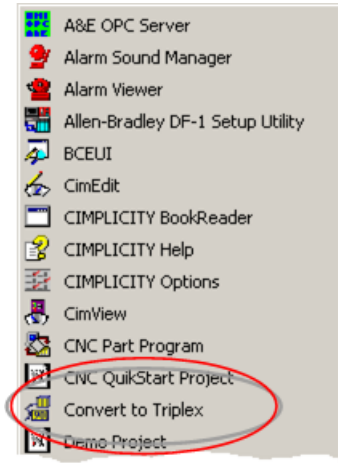 A&E OPC Server
Alarm Sound Manager
Alarm Viewer
Allen-Bradley DF-1 Setup Utility
BCEUI
CimEdit
CIMPLICITY BookReader
CIMPLICITY Help
CIMPLICITY Options
CimView
CNC Part Program
CNC QuikStart Project
Convert to Triplex
Demo Project